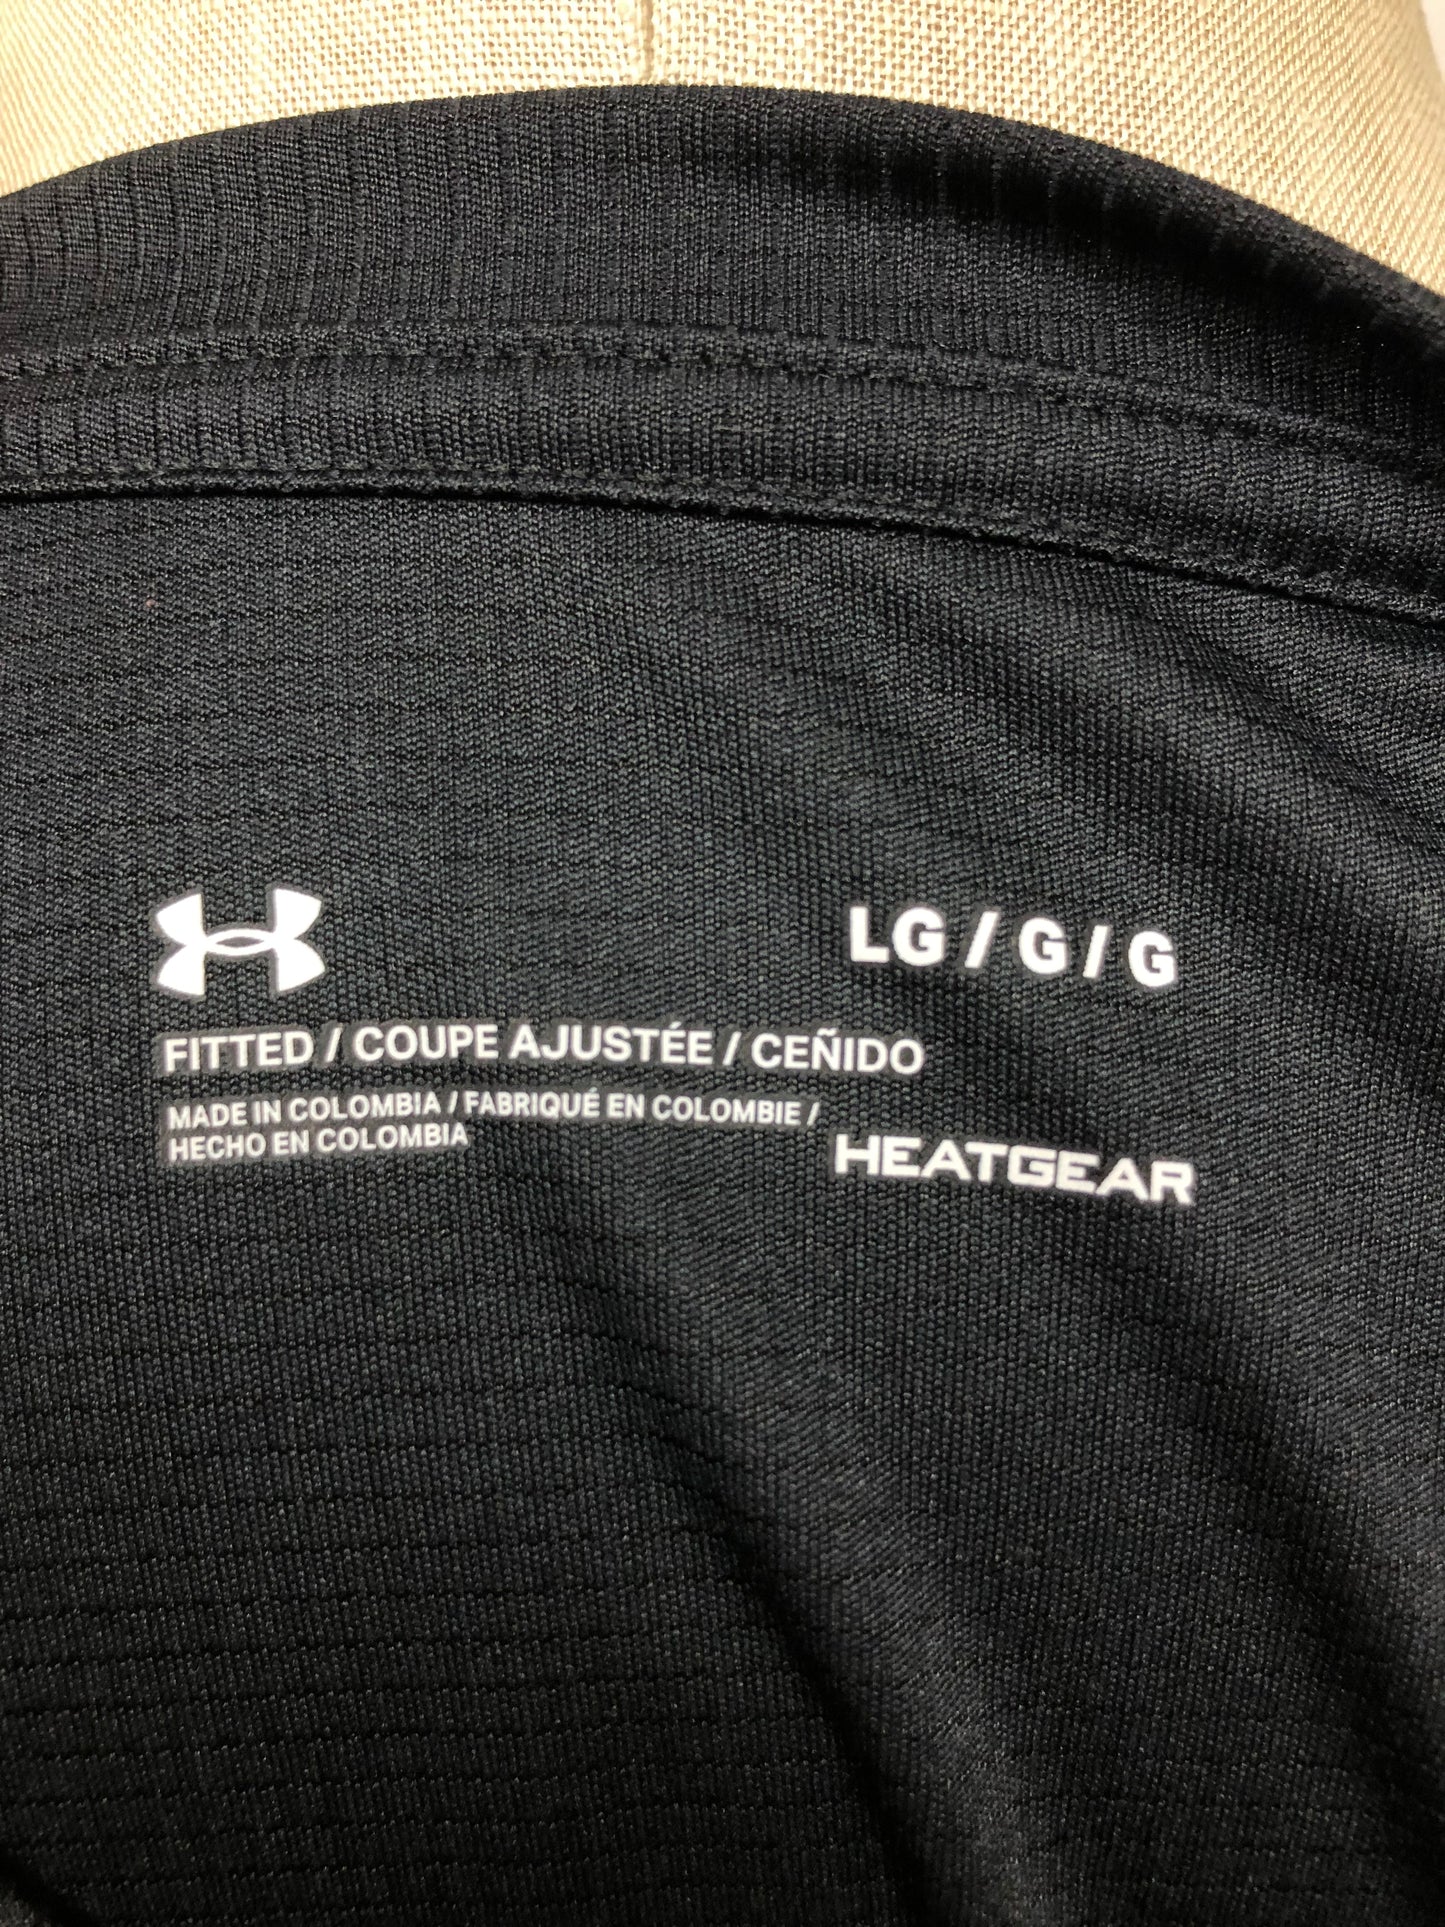 LG / G / G
FITTED / COUPE AJUSTÉE / CEÑIDO
MADE IN COLOMBIA / FABRIQUÉ EN COLOMBIE /
HECHO EN COLOMBIA
HEATGEAR